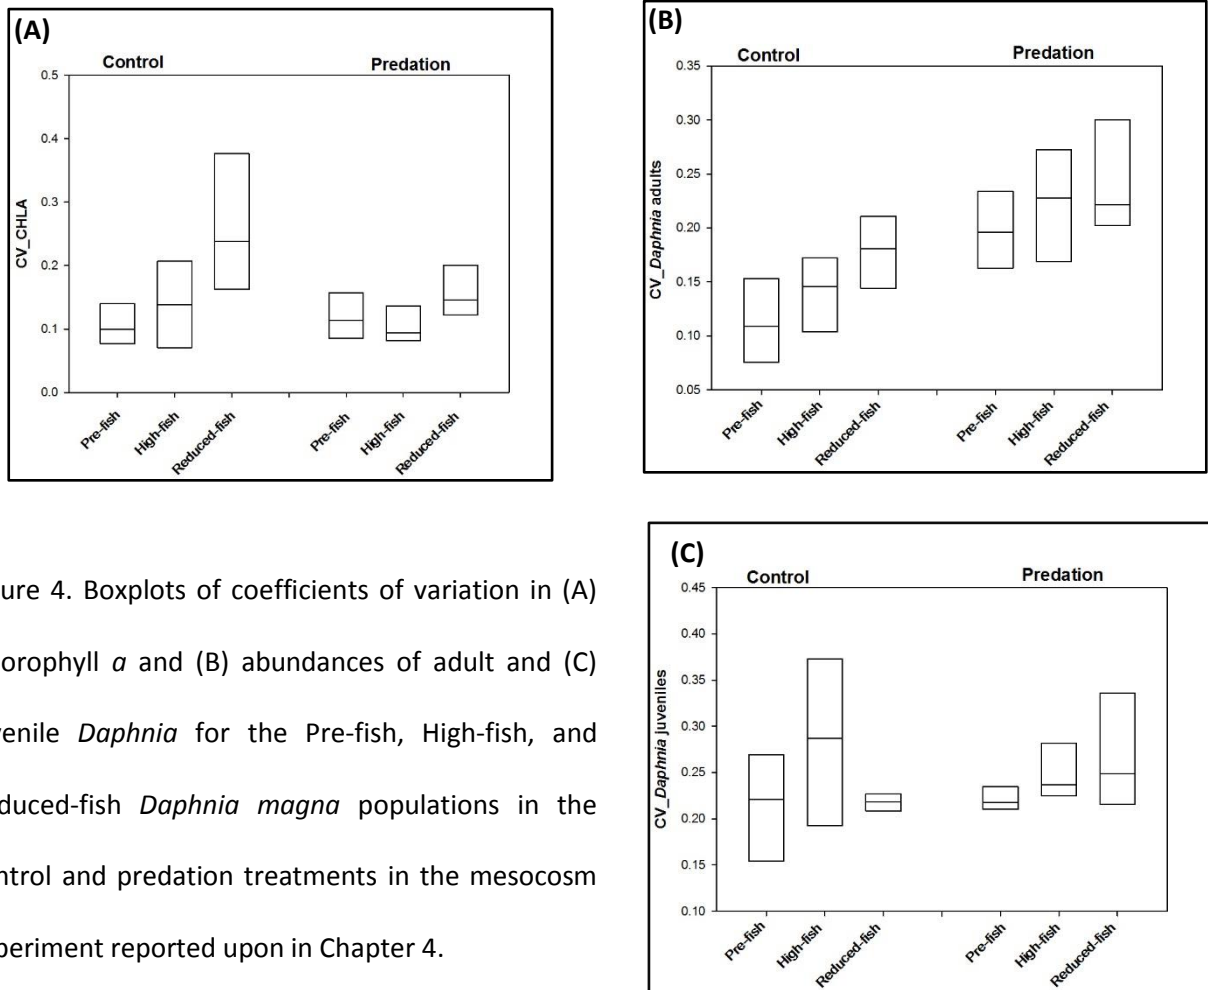 (A)
Control Predation
0.5
0.4
0.3
0.2
0.1
0.0
CV_CHLA
Pre-fish
High-fish
Reduced-fish
Pre-fish
High-fish
Reduced-fish
(B)
Control Predation
0.35
0.30
0.25
0.20
0.15
0.10
0.05
CV_Daphnia adults
Pre-fish
High-fish
Reduced-fish
Pre-fish
High-fish
Reduced-fish
ure 4. Boxplots of coefficients of variation in (A)
orophyll a and (B) abundances of adult and (C)
venile Daphnia for the Pre-fish, High-fish, and
duced-fish Daphnia magna populations in the
ntrol and predation treatments in the mesocosm
periment reported upon in Chapter 4.
(C)
Control Predation
0.45
0.40
0.35
0.30
0.25
0.20
0.15
0.10
CV_Daphnia juveniles
Pre-fish
High-fish
Reduced-fish
Pre-fish
High-fish
Reduced-fish